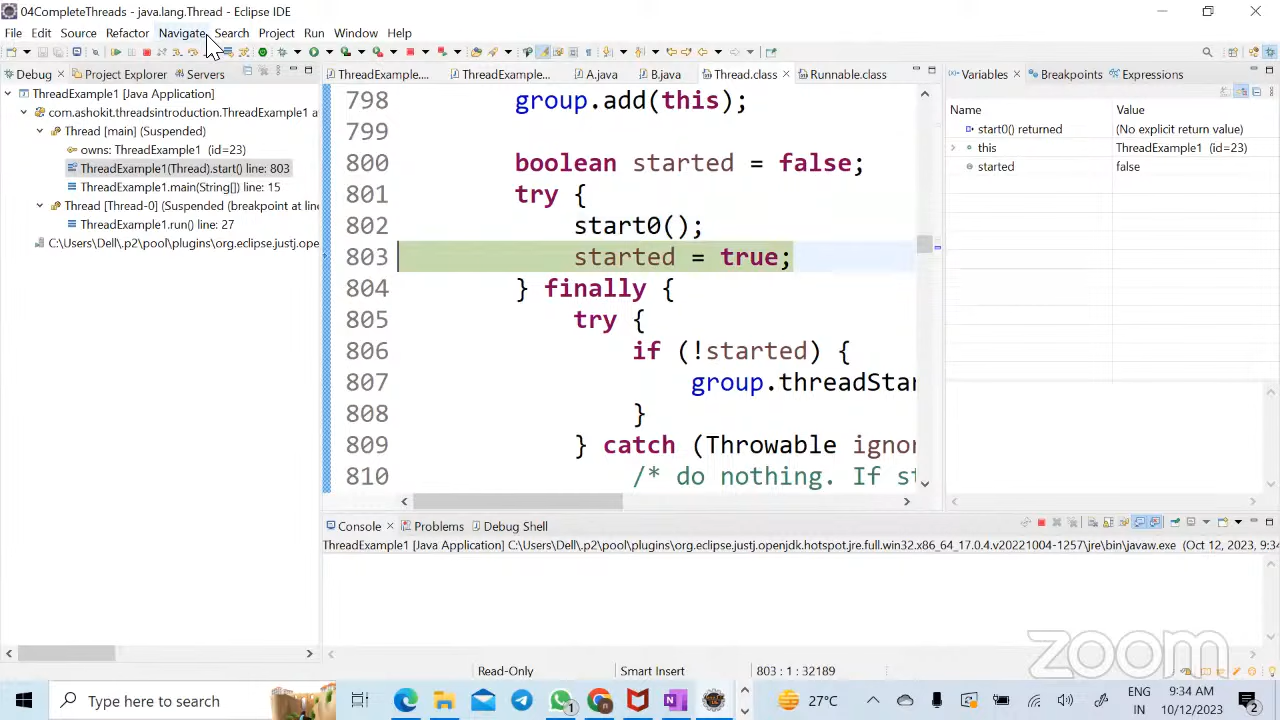 04CompleteThreads - java.lang.Thread - Eclipse IDE
File Edit Source Refactor Navigate Search Project Run Window Help
Debug Project Explorer Servers
ThreadExample1 [Java Application]
com.ashokit.threadsintroduction.ThreadExample1 a
Thread [main] (Suspended)
owns: ThreadExample1 (id=23)
ThreadExample1(Thread).start() line: 803
ThreadExample1.main(String[]) line: 15
Thread [Thread-0] (Suspended (breakpoint at line
ThreadExample1.run() line: 27
C:\Users\Dell\.p2\pool\plugins\org.eclipse.justj.openjdk
ThreadExample.... ThreadExample... A.java B.java Thread.class Runnable.class
798 group.add(this);
799
800 boolean started = false;
801 try {
802 start0();
803 started = true;
804 } finally {
805 try {
806 if (!started) {
807 group.threadStar
808 }
809 } catch (Throwable ignor
810 /* do nothing. If st
Variables Breakpoints Expressions
Name Value
start0() returned (No explicit return value)
this ThreadExample1 (id=23)
started false
Console Problems Debug Shell
ThreadExample1 [Java Application] C:\Users\Dell\.p2\pool\plugins\org.eclipse.justj.openjdk.hotspot.jre.full.win32.x86_64_17.0.4.v20221004-1257\jre\bin\javaw.exe (Oct 12, 2023, 9:34
Read-Only Smart Insert 803 : 1 : 32189
zoom
Type here to search
1
27°C
ENG
IN
9:34 AM
10/12/2023
2